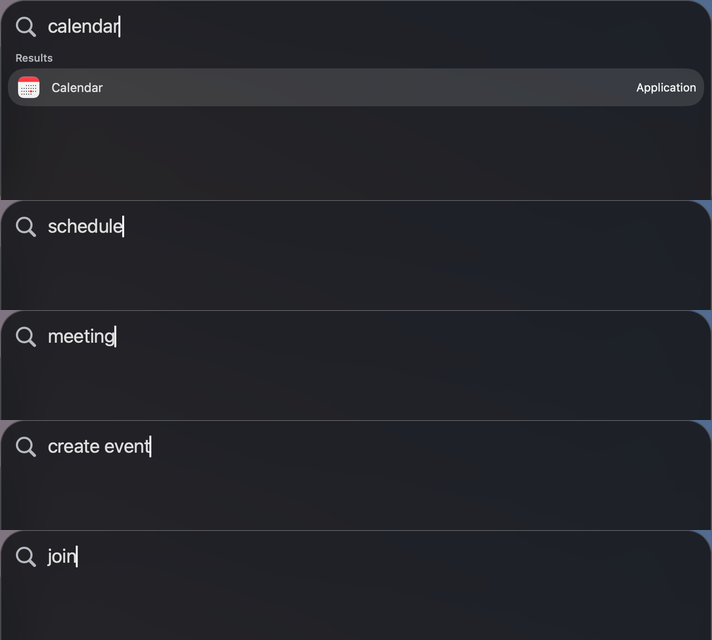 calendar
Results
Calendar Application
schedule
meeting
create event
join